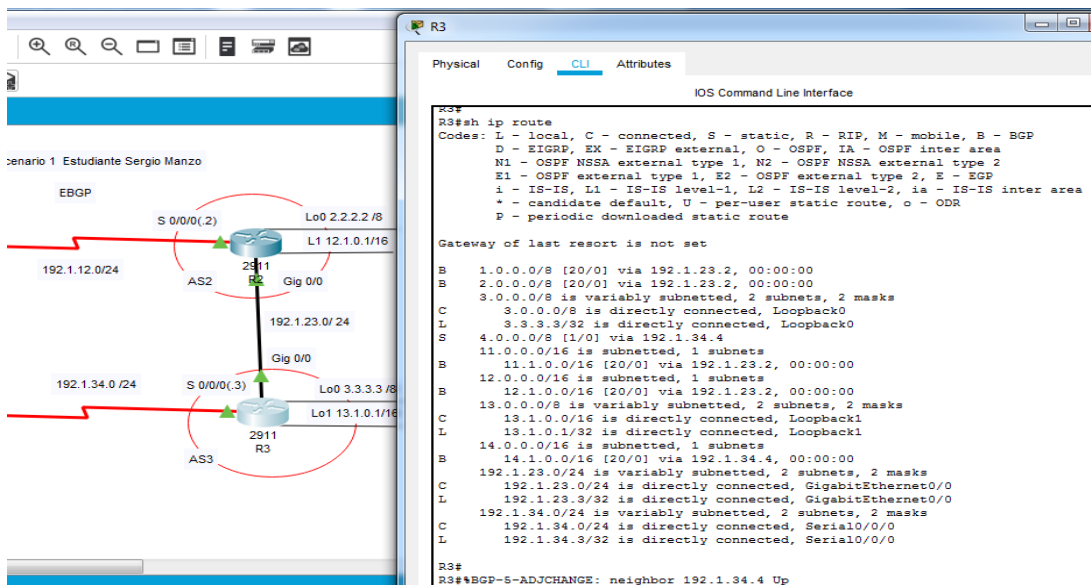 cenario 1 Estudiante Sergio Manzo
EBGP
S 0/0/0(.2)
Lo0 2.2.2.2 /8
L1 12.1.0.1/16
192.1.12.0/24
2911
AS2
R2
Gig 0/0
192.1.23.0/ 24
Gig 0/0
192.1.34.0 /24
S 0/0/0(.3)
Lo0 3.3.3.3 /8
Lo1 13.1.0.1/16
2911
R3
AS3
R3
Physical Config CLI Attributes
IOS Command Line Interface
R3#
R3#sh ip route
Codes: L - local, C - connected, S - static, R - RIP, M - mobile, B - BGP
D - EIGRP, EX - EIGRP external, O - OSPF, IA - OSPF inter area
N1 - OSPF NSSA external type 1, N2 - OSPF NSSA external type 2
E1 - OSPF external type 1, E2 - OSPF external type 2, E - EGP
i - IS-IS, L1 - IS-IS level-1, L2 - IS-IS level-2, ia - IS-IS inter area
* - candidate default, U - per-user static route, o - ODR
P - periodic downloaded static route
Gateway of last resort is not set
B 1.0.0.0/8 [20/0] via 192.1.23.2, 00:00:00
B 2.0.0.0/8 [20/0] via 192.1.23.2, 00:00:00
3.0.0.0/8 is variably subnetted, 2 subnets, 2 masks
C 3.0.0.0/8 is directly connected, Loopback0
L 3.3.3.3/32 is directly connected, Loopback0
S 4.0.0.0/8 [1/0] via 192.1.34.4
11.0.0.0/16 is subnetted, 1 subnets
B 11.1.0.0/16 [20/0] via 192.1.23.2, 00:00:00
12.0.0.0/16 is subnetted, 1 subnets
B 12.1.0.0/16 [20/0] via 192.1.23.2, 00:00:00
13.0.0.0/8 is variably subnetted, 2 subnets, 2 masks
C 13.1.0.0/16 is directly connected, Loopback1
L 13.1.0.1/32 is directly connected, Loopback1
14.0.0.0/16 is subnetted, 1 subnets
B 14.1.0.0/16 [20/0] via 192.1.34.4, 00:00:00
192.1.23.0/24 is variably subnetted, 2 subnets, 2 masks
C 192.1.23.0/24 is directly connected, GigabitEthernet0/0
L 192.1.23.3/32 is directly connected, GigabitEthernet0/0
192.1.34.0/24 is variably subnetted, 2 subnets, 2 masks
C 192.1.34.0/24 is directly connected, Serial0/0/0
L 192.1.34.3/32 is directly connected, Serial0/0/0
R3#
R3#%BGP-5-ADJCHANGE: neighbor 192.1.34.4 Up